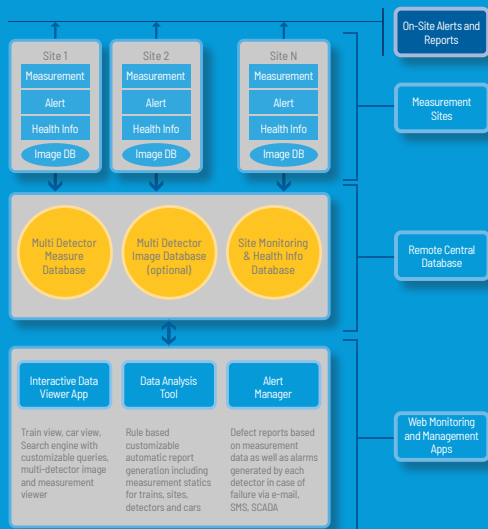 On-Site Alerts and
Reports
Site 1
Measurement
Alert
Health Info
Image DB
Site 2
Measurement
Alert
Health Info
Image DB
Site N
Measurement
Alert
Health Info
Image DB
Measurement
Sites
Multi Detector
Measure
Database
Multi Detector
Image Database
(optional)
Site Monitoring
& Health Info
Database
Remote Central
Database
Interactive Data
Viewer App
Train view, car view,
Search engine with
customizable queries,
multi-detector image
and measurement
viewer
Data Analysis
Tool
Rule based
customizable
automatic report
generation including
measurement statics
for trains, sites,
detectors and cars
Alert
Manager
Defect reports based
on measurement
data as well as alarms
generated by each
detector in case of
failure via e-mail,
SMS, SCADA
Web Monitoring
and Management
Apps